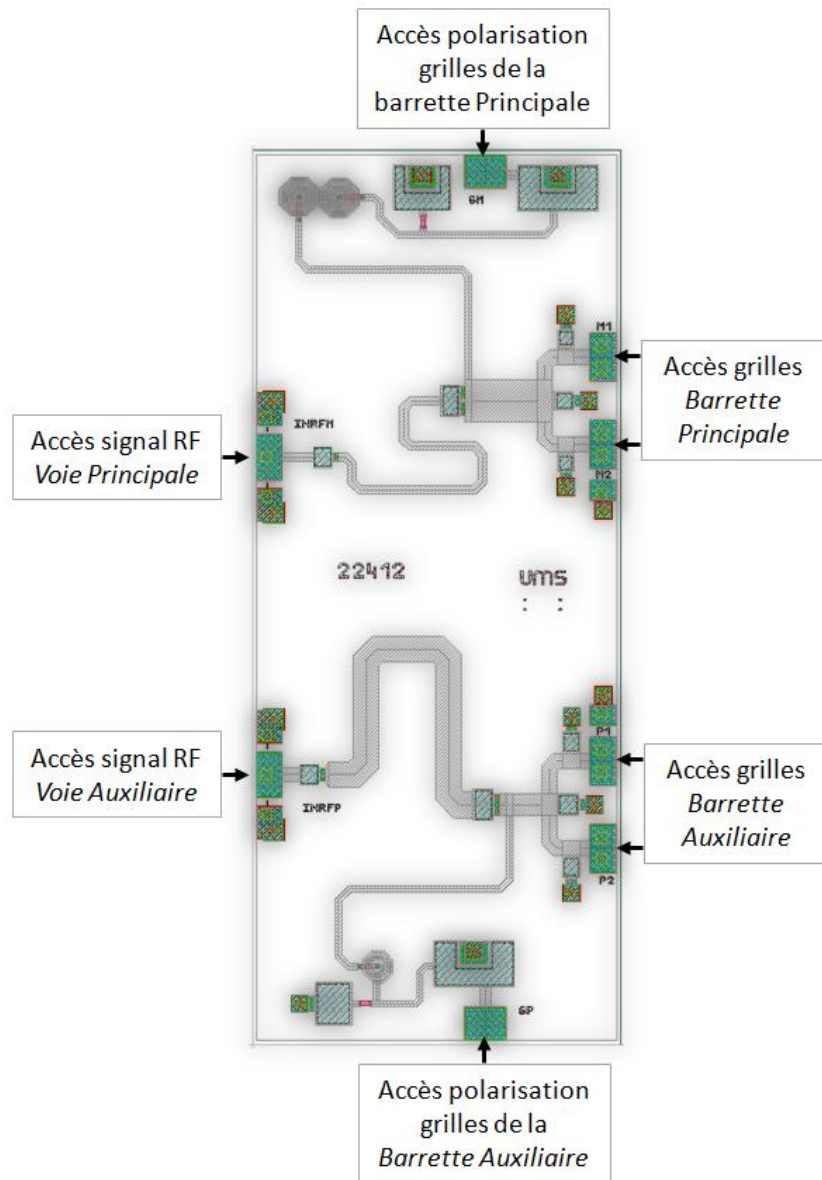 Accès polarisation
grilles de la
barrette Principale
GM
M1
Accès grilles
Barrette
Principale
INRFM
Accès signal RF
Voie Principale
M2
22412
ums
Accès signal RF
Voie Auxiliaire
INRFP
P1
Accès grilles
Barrette
Auxiliaire
P2
GP
Accès polarisation
grilles de la
Barrette Auxiliaire